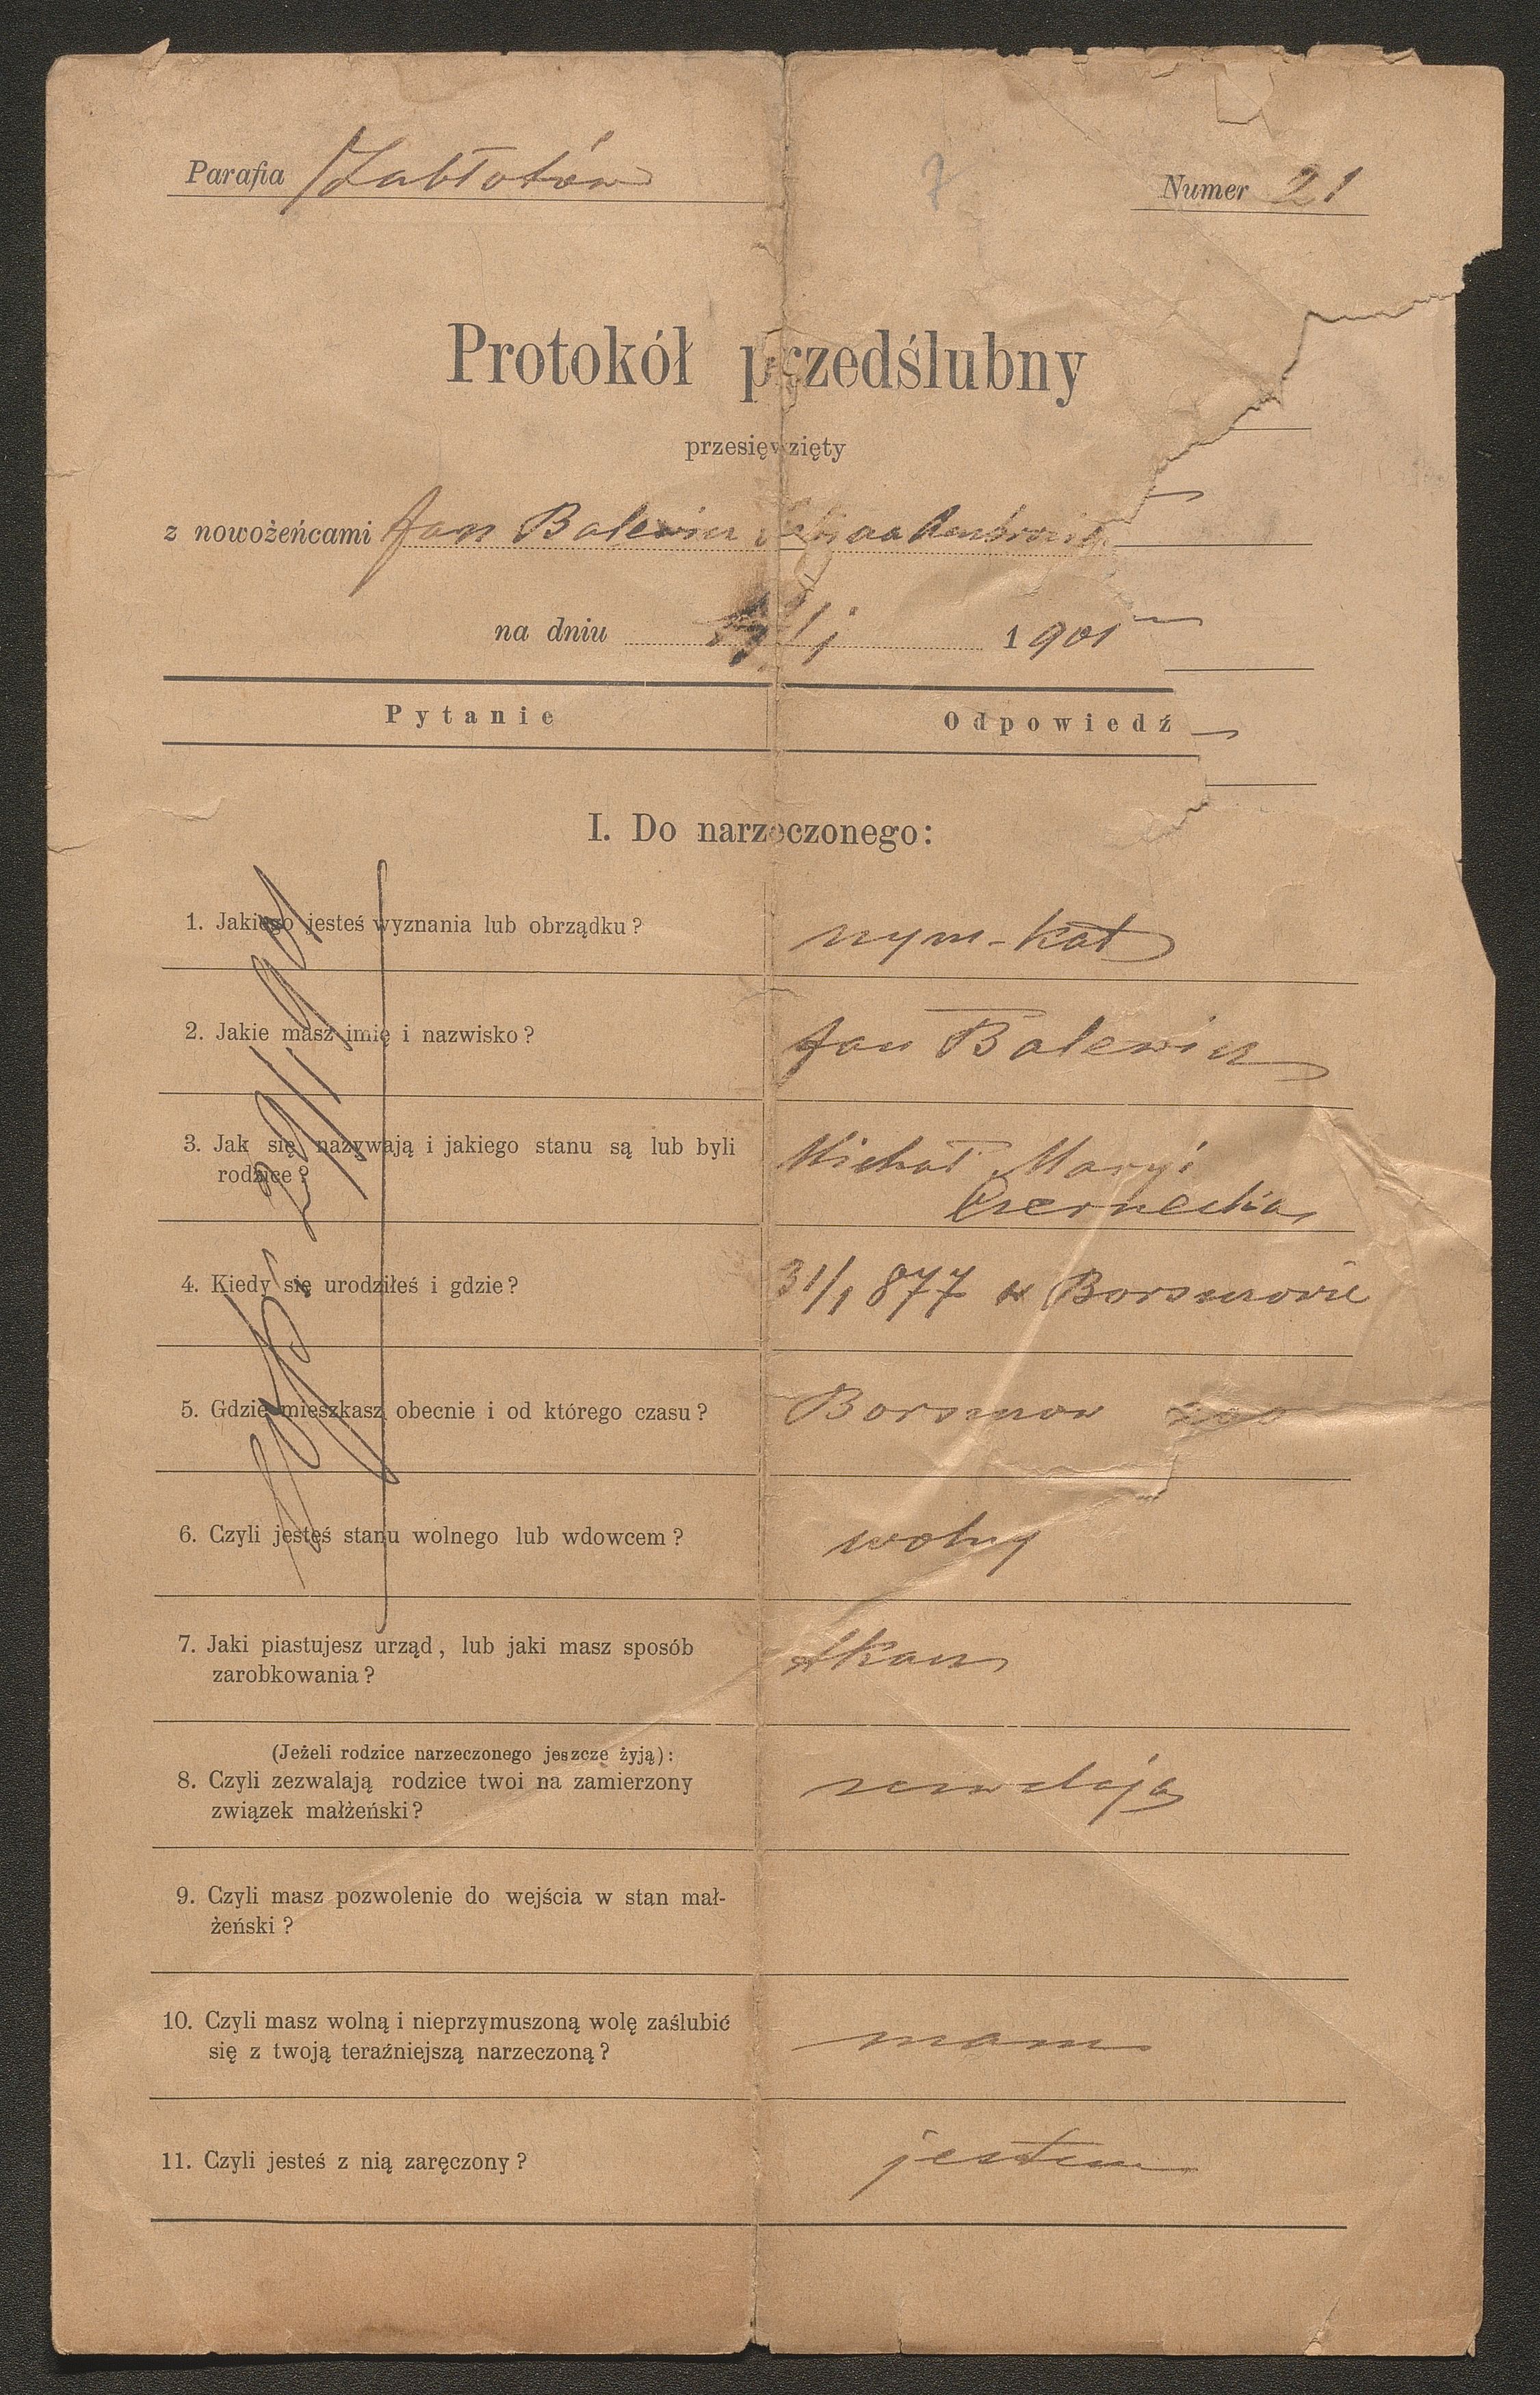 Parafia Zabłotów
7
Numer 21
Protokół przedślubny
przesięwzięty
z nowożeńcami Jan Balewicz
na dniu 1901
Pytanie Odpowiedź
I. Do narzeczonego:
1. Jakiego jesteś wyznania lub obrządku?
rzym-kat
2. Jakie masz imię i nazwisko?
Jan Balewicz
3. Jak się nazywają i jakiego stanu są lub byli
rodzice?
Michał Maryi
Czernecka
4. Kiedy się urodziłeś i gdzie?
31/1 877 w
5. Gdzie mieszkasz obecnie i od którego czasu?
6. Czyli jesteś stanu wolnego lub wdowcem?
wolny
7. Jaki piastujesz urząd, lub jaki masz sposób
zarobkowania?
tkacz
(Jeżeli rodzice narzeczonego jeszcze żyją):
8. Czyli zezwalają rodzice twoi na zamierzony
związek małżeński?
zezwalają
9. Czyli masz pozwolenie do wejścia w stan mał-
żeński?
10. Czyli masz wolną i nieprzymuszoną wolę zaślubić
się z twoją teraźniejszą narzeczoną?
mam
11. Czyli jesteś z nią zaręczony?
jestem